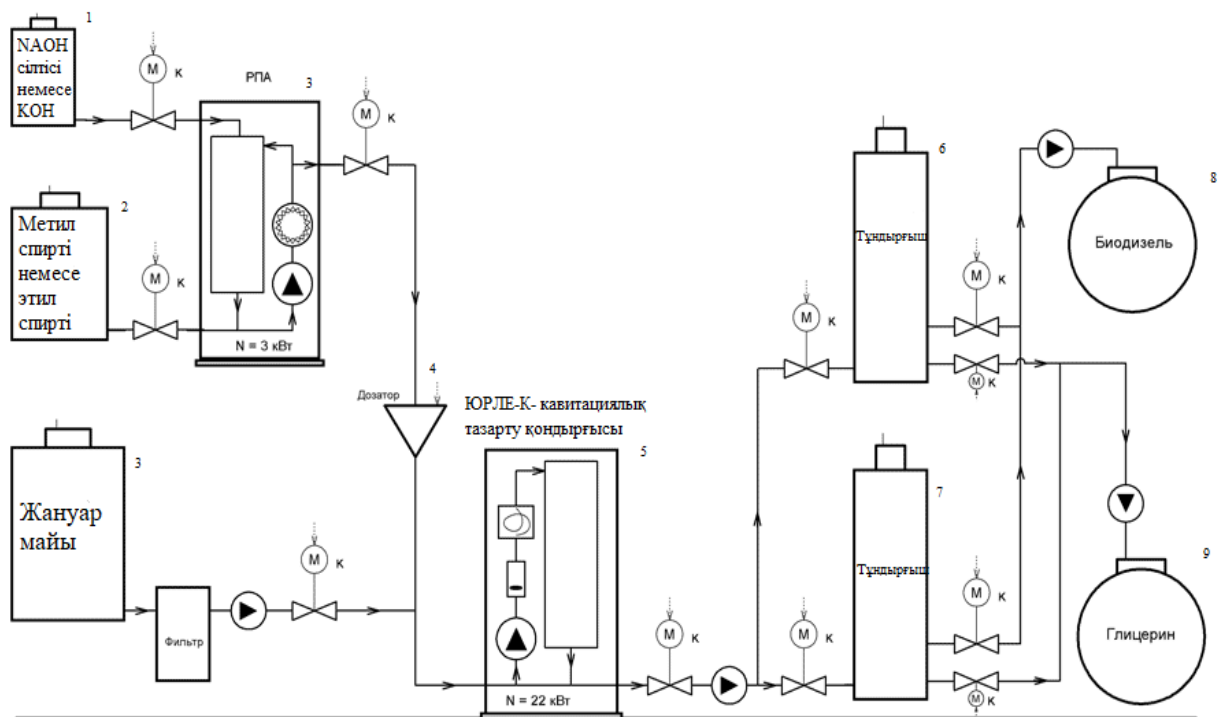 1
NAOH
сілтісі
немесе
KOH
M
K
РПА
3
M
K
2
Метил
спирті
немесе
этил
спирті
M
K
N = 3 кВт
4
Дозатор
3
Жануар
майы
Фильтр
M
K
ЮРЛЕ-К- кавитациялық
тазарту қондырғысы
5
N = 22 кВт
M
K
M
K
M
K
6
Тұндырғыш
M
K
M
K
7
Тұндырғыш
M
K
M
K
8
Биодизель
9
Глицерин